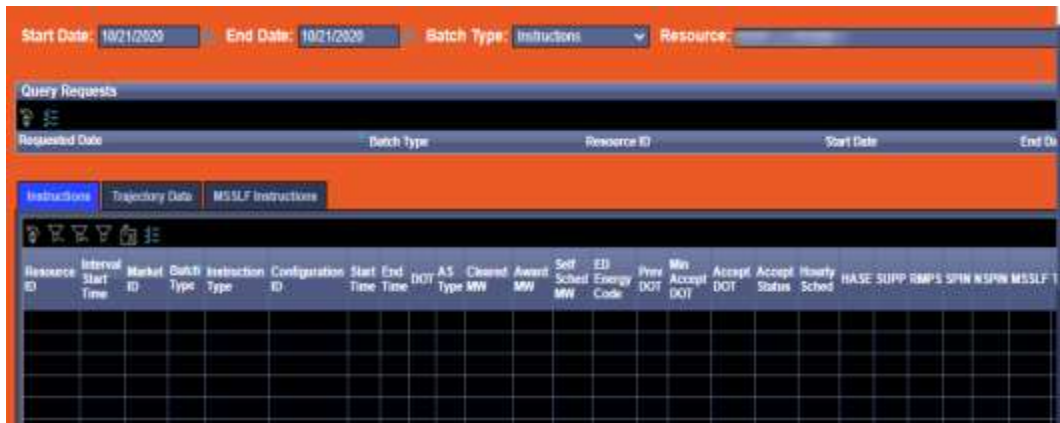 Start Date: 10/21/2020 End Date: 10/21/2020 Batch Type: Instructions Resource:
Query Requests
Requested Date Batch Type Resource ID Start Date End Da
Instructions Trajectory Data MSSLF Instructions
Resource ID Interval Start Time Market ID Batch Type Instruction Type Configuration ID Start Time End Time DOT AS Type Cleared MW Award MW Self Sched MW ED Energy Code Prev DOT Min Accept DOT Accept DOT Accept Status Hourly Sched HASE SUPP RMPS SPIN NSPIN MSSLF